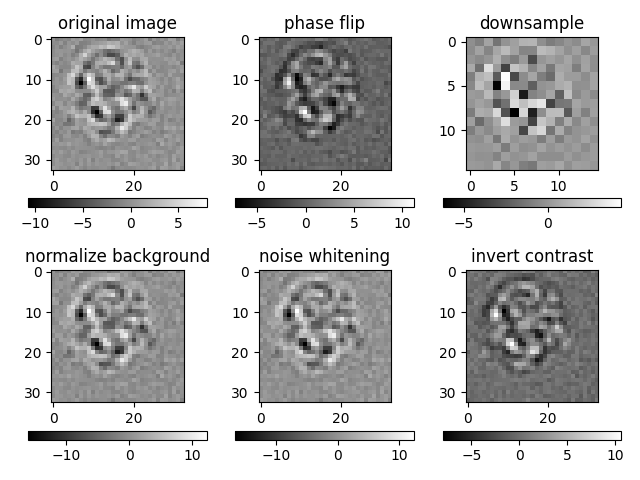 original image phase flip downsample
0 0 0
10 10 5
20 20 10
30 30
0 20 0 20 0 5 10
−10 −5 0 5 −5 0 5 10 −5 0
normalize background noise whitening invert contrast
0 0 0
10 10 10
20 20 20
30 30 30
0 20 0 20 0 20
−10 0 10 −10 0 10 −5 0 5 10